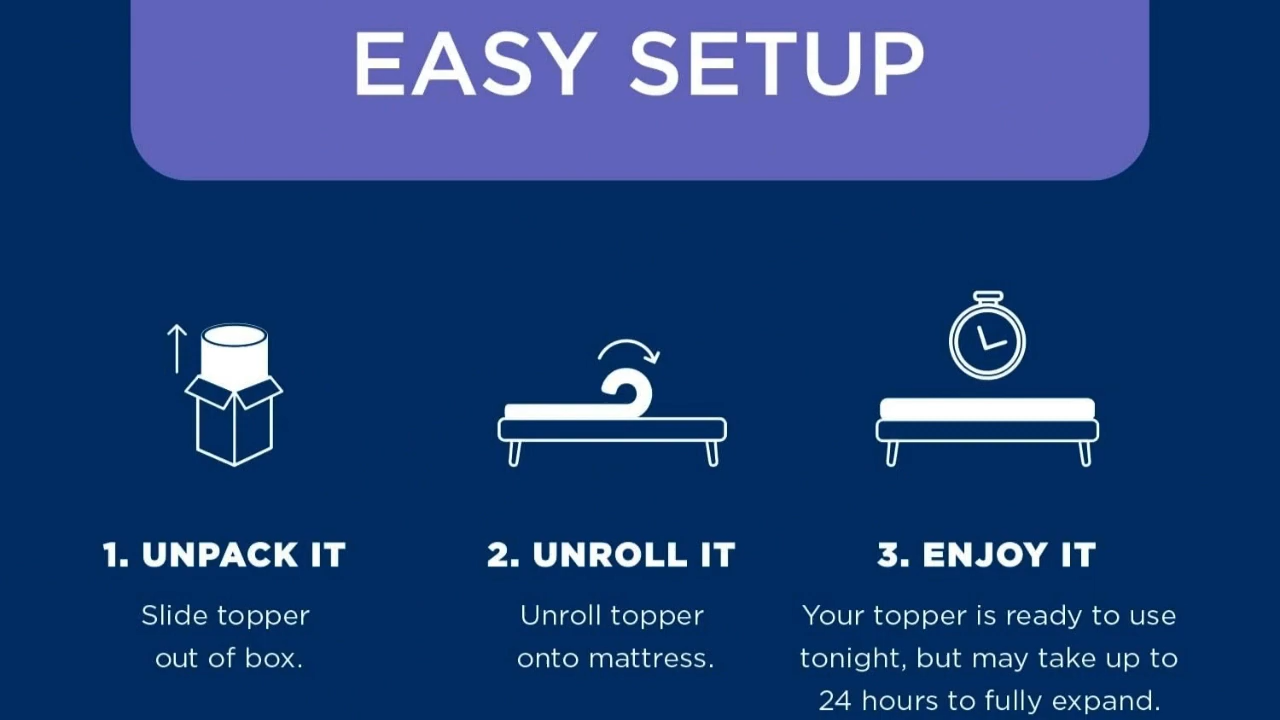 EASY SETUP
1. UNPACK IT
Slide topper
out of box.
2. UNROLL IT
Unroll topper
onto mattress.
3. ENJOY IT
Your topper is ready to use
tonight, but may take up to
24 hours to fully expand.